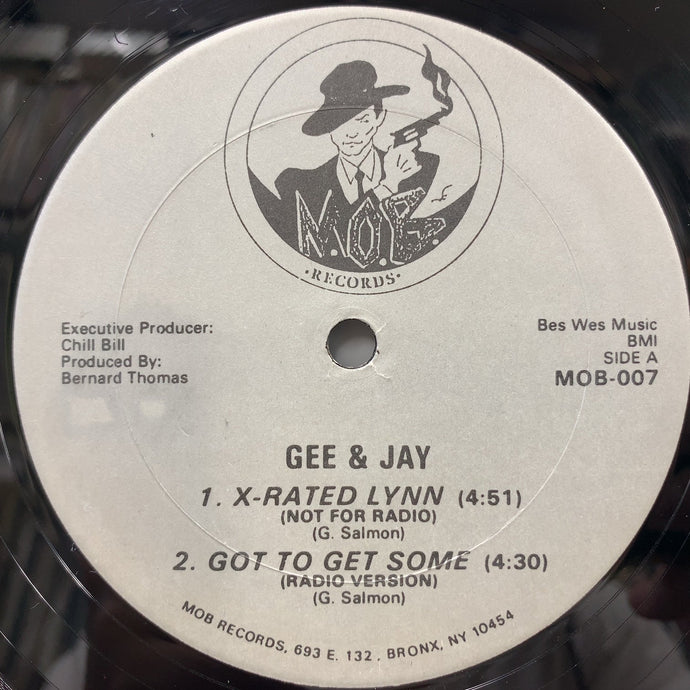 M.O.B.
·RECORDS·
Executive Producer:
Chill Bill
Produced By:
Bernard Thomas
Bes Wes Music
BMI
SIDE A
MOB-007
GEE & JAY
1. X-RATED LYNN (4:51)
(NOT FOR RADIO)
(G. Salmon)
2. GOT TO GET SOME (4:30)
(RADIO VERSION)
(G. Salmon)
MOB RECORDS, 693 E. 132 . BRONX, NY 10454